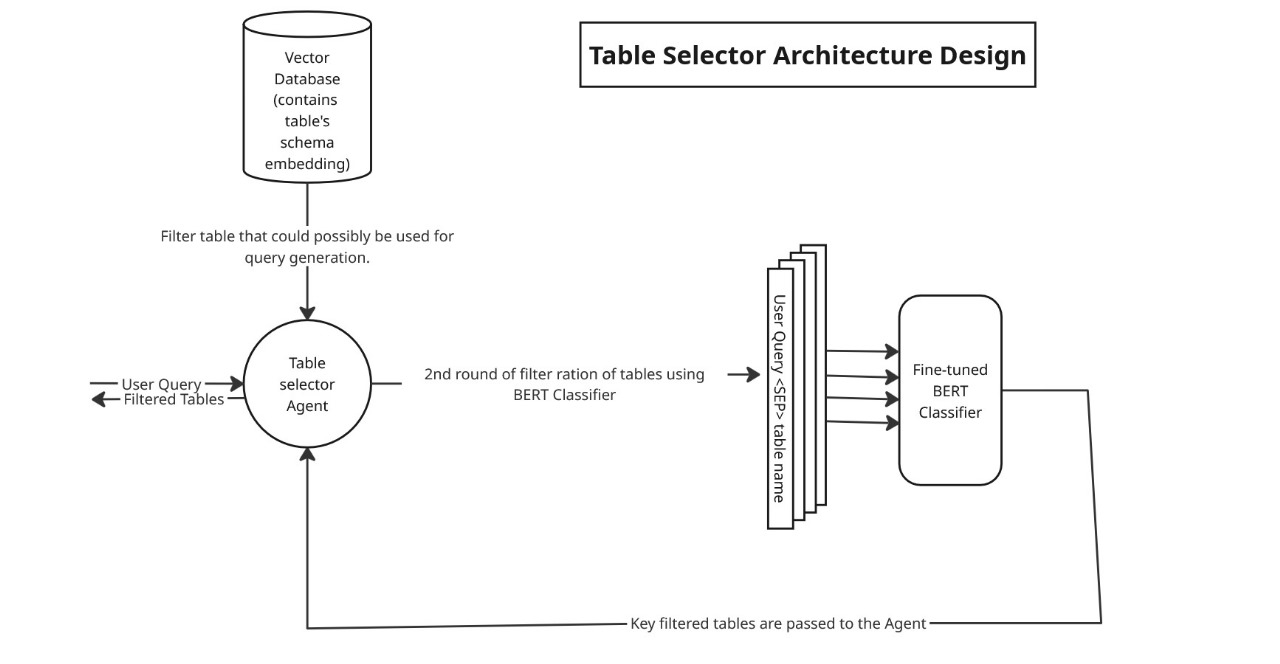 Table Selector Architecture Design
Vector
Database
(contains
table's
schema
embedding)
Filter table that could possibly be used for
query generation.
Table
selector
Agent
User Query
Filtered Tables
2nd round of filter ration of tables using
BERT Classifier
User Query <SEP> table name
Fine-tuned
BERT
Classifier
Key filtered tables are passed to the Agent